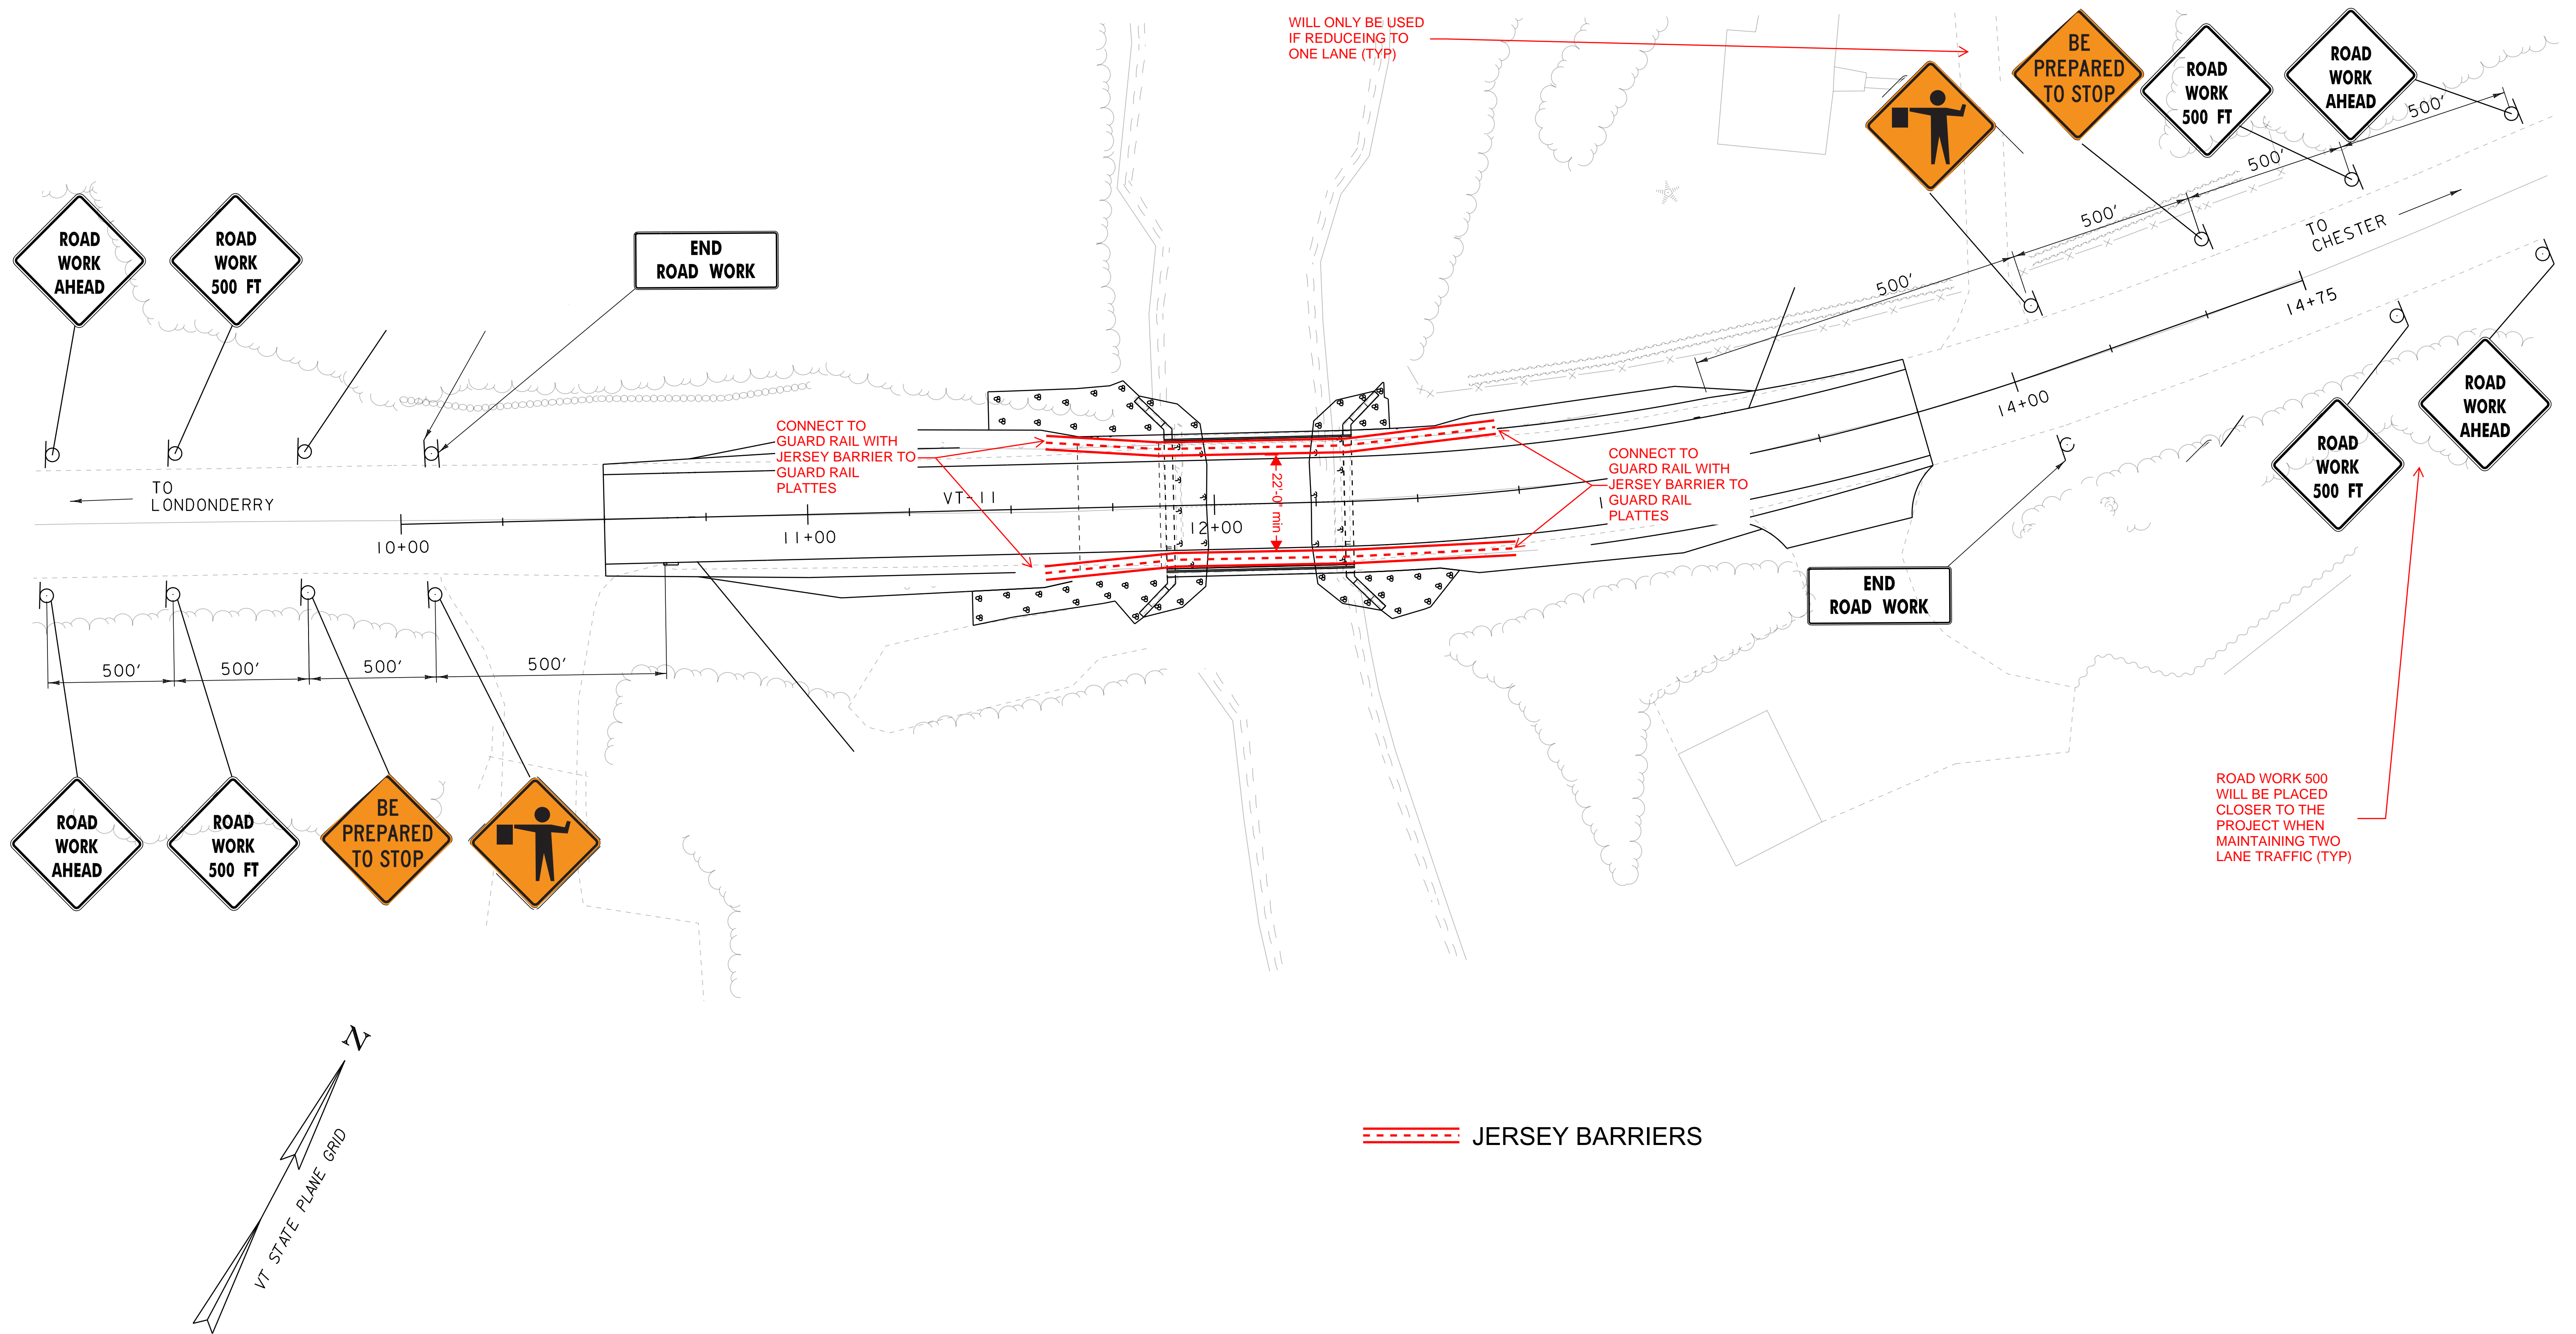 WILL ONLY BE USED
IF REDUCEING TO
ONE LANE (TYP)
BE
PREPARED
TO STOP
ROAD
WORK
500 FT
ROAD
WORK
AHEAD
500'
500'
500'
500'
TO
CHESTER
14+75
14+00
ROAD
WORK
AHEAD
ROAD
WORK
500 FT
END
ROAD WORK
CONNECT TO
GUARD RAIL WITH
JERSEY BARRIER TO
GUARD RAIL
PLATTES
CONNECT TO
GUARD RAIL WITH
JERSEY BARRIER TO
GUARD RAIL
PLATTES
TO
LONDONDERRY
VT-11
22'-0" min
10+00
11+00
12+00
ROAD
WORK
AHEAD
ROAD
WORK
500 FT
END
ROAD WORK
500'
500'
500'
500'
ROAD
WORK
AHEAD
ROAD
WORK
500 FT
BE
PREPARED
TO STOP
ROAD WORK 500
WILL BE PLACED
CLOSER TO THE
PROJECT WHEN
MAINTAINING TWO
LANE TRAFFIC (TYP)
N
VT STATE PLANE GRID
JERSEY BARRIERS